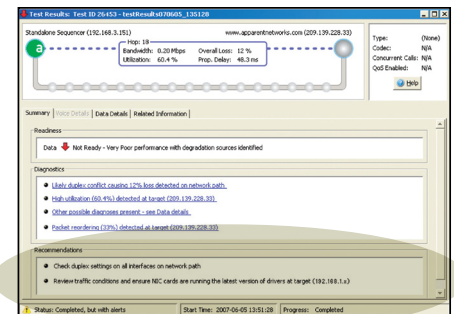 Test Results: Test ID 26453 - testResults070605_135128
Standalone Sequencer (192.168.3.151)
www.apparentnetworks.com (209.139.228.33)
a
Hop: 18
Bandwidth: 0.20 Mbps Overall Loss: 12 %
Utilization: 60.4 % Prop. Delay: 48.3 ms
Type: (None)
Codec: N/A
Concurrent Calls: N/A
QoS Enabled: N/A
Help
Summary Voice Details Data Details Related Information
Readiness
Data Not Ready - Very Poor performance with degradation sources identified
Diagnostics
Likely duplex conflict causing 12% loss detected on network path
High utilization (60.4%) detected at target (209.139.228.33)
Other possible diagnoses present - see Data details
Packet reordering (33%) detected at target (209.139.228.33)
Recommendations
Check duplex settings on all interfaces on network path
Review traffic conditions and ensure NIC cards are running the latest version of drivers at target (192.168.1.x)
Status: Completed, but with alerts
Start Time: 2007-06-05 13:51:28
Progress: Completed